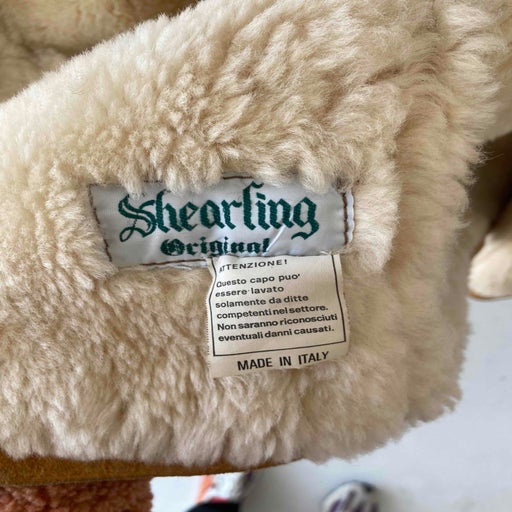 Shearling
Original
ATTENZIONE!
Questo capo può'
essere lavato
solamente da ditte
competenti nel settore.
Non saranno riconosciuti
eventuali danni causati.
MADE IN ITALY